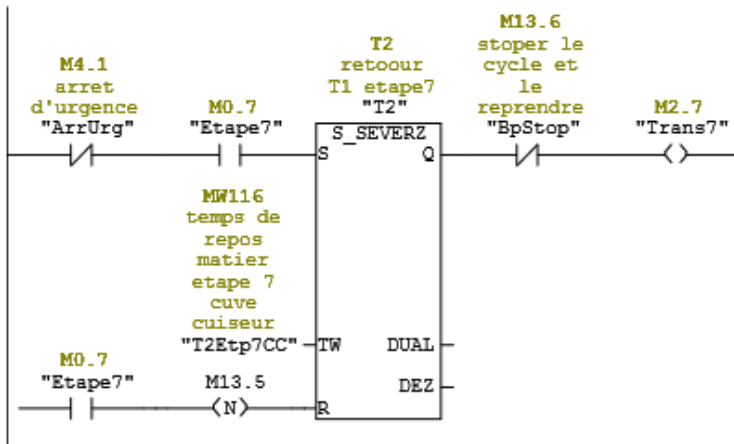 M4.1
arret
d'urgence
"ArrUrg"
M0.7
"Etape7"
T2
retoour
T1 etape7
"T2"
M13.6
stoper le
cycle et
le
reprendre
"BpStop"
M2.7
"Trans7"
S_SEVERZ
S
Q
MW116
temps de
repos
matier
etape 7
cuve
cuiseur
"T2Etp7CC"
TW
DUAL
DEZ
M0.7
"Etape7"
M13.5
N
R